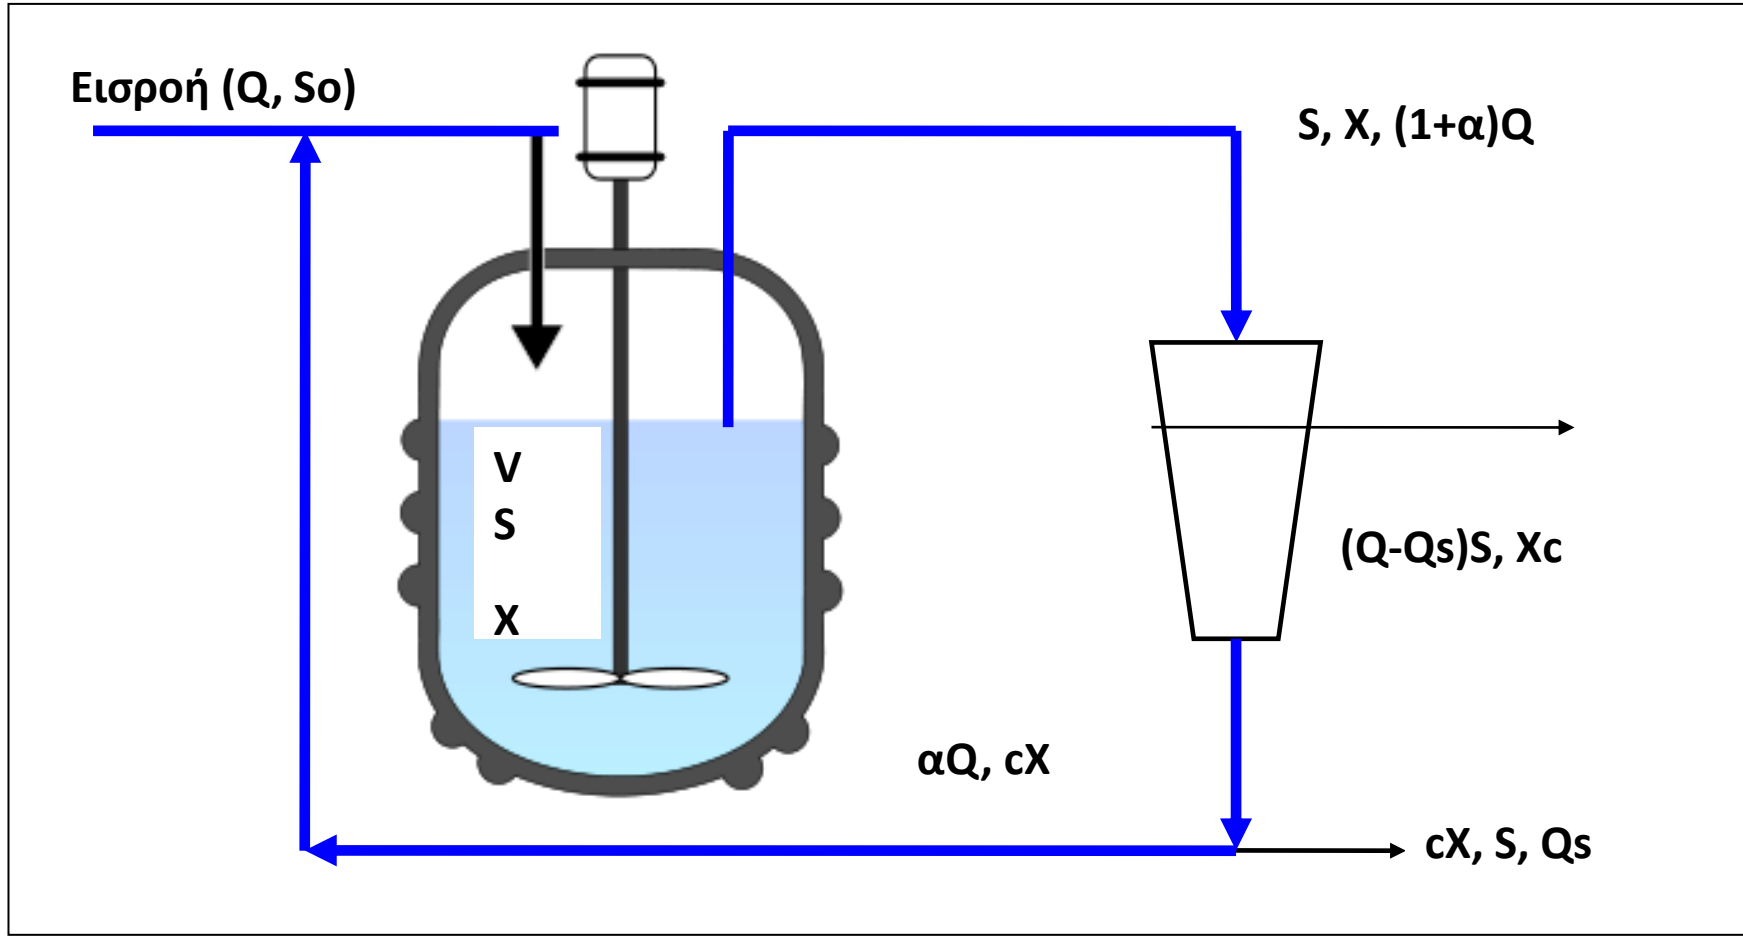 Εισροή (Q, So)
S, X, (1+α)Q
V
S
X
(Q-Qs)S, Xc
αQ, cX
cX, S, Qs